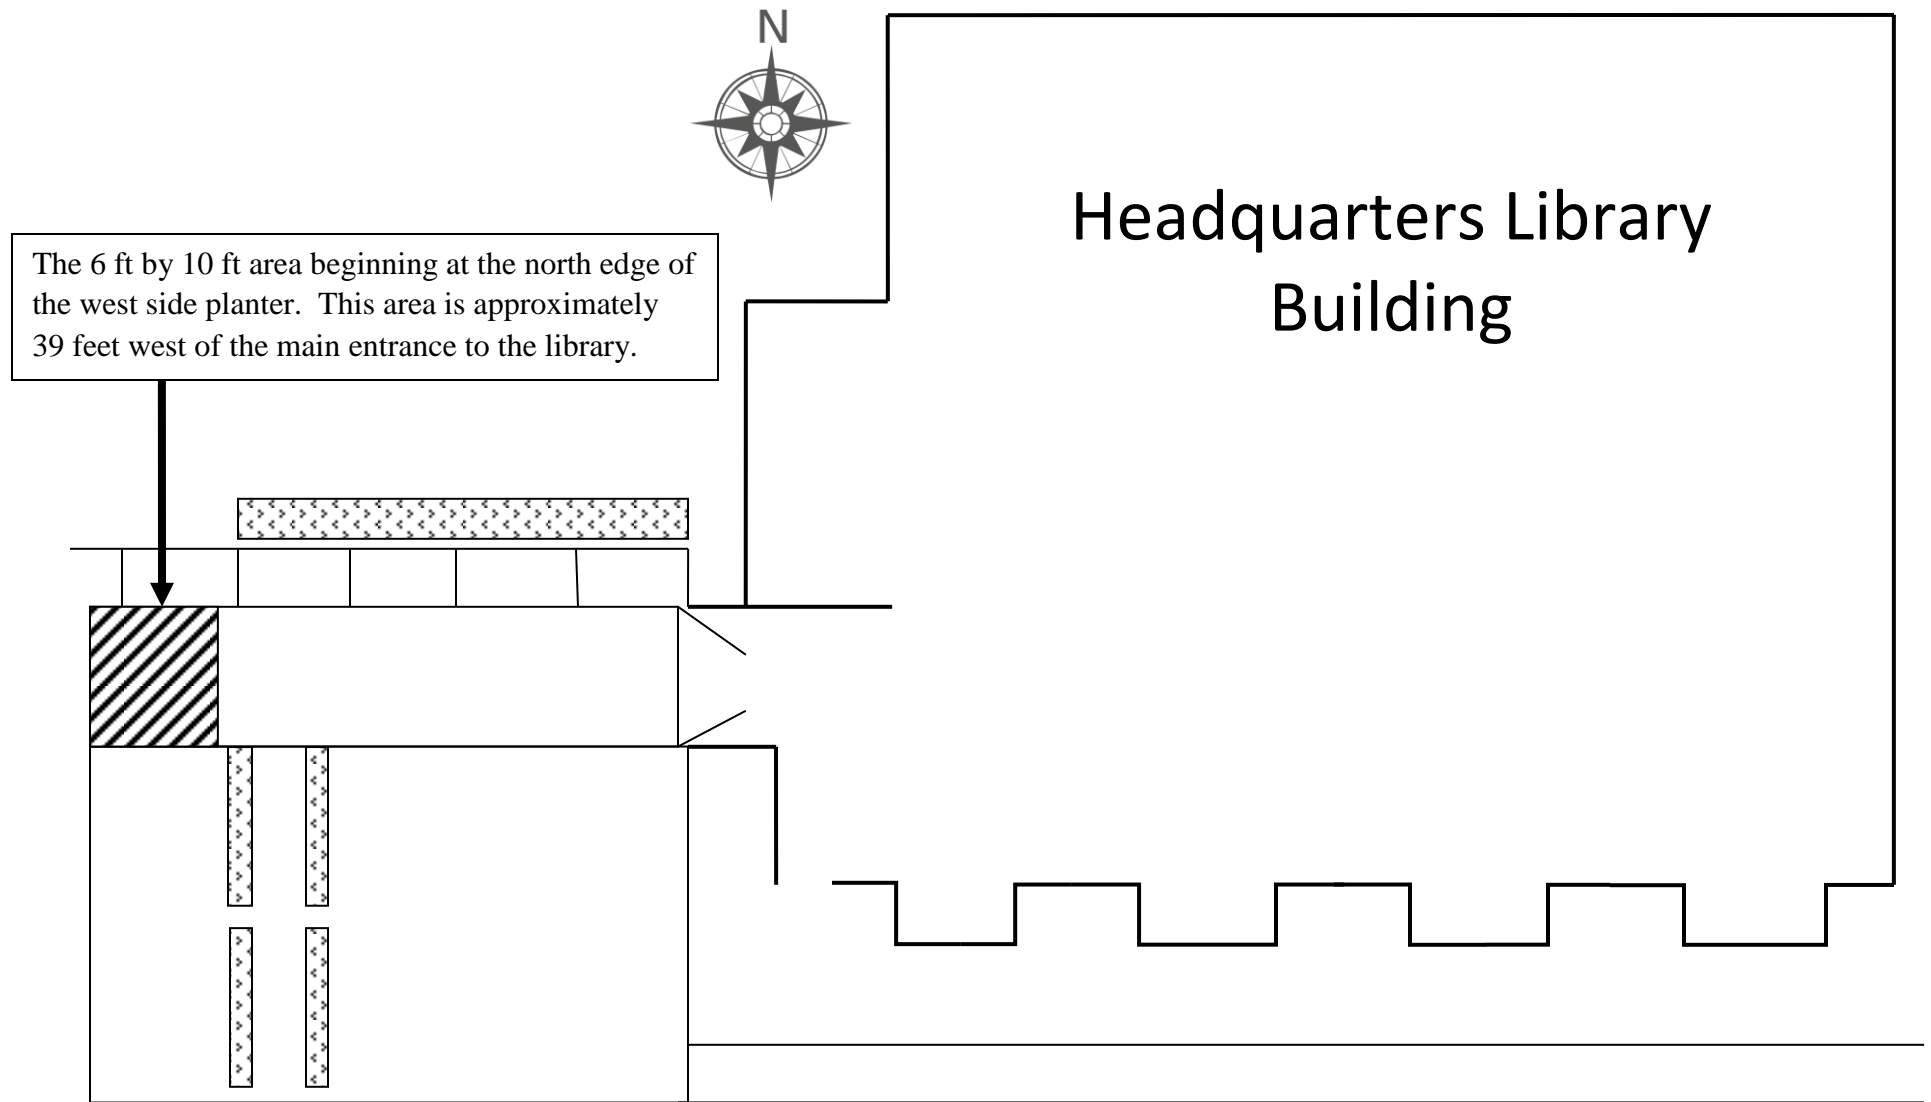 N
Headquarters Library
Building
The 6 ft by 10 ft area beginning at the north edge of
the west side planter.  This area is approximately
39 feet west of the main entrance to the library.